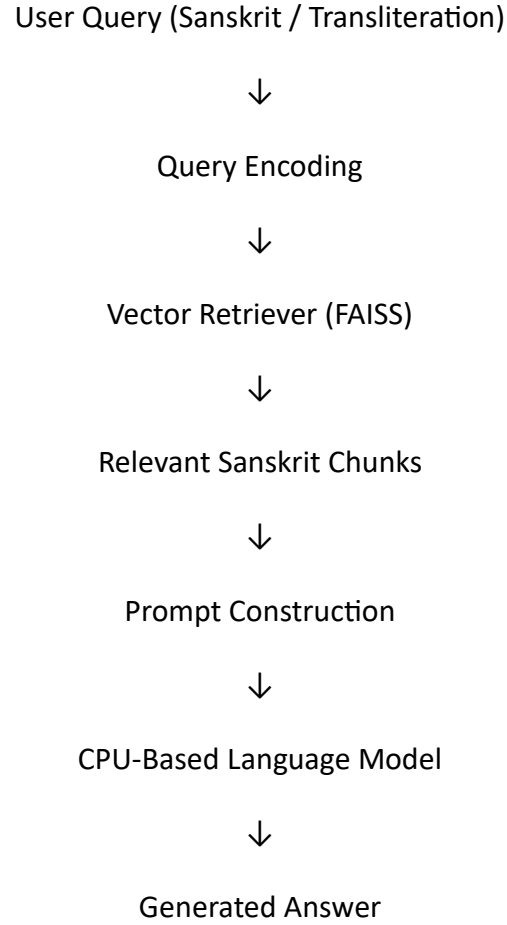 User Query (Sanskrit / Transliteration)
↓
Query Encoding
↓
Vector Retriever (FAISS)
↓
Relevant Sanskrit Chunks
↓
Prompt Construction
↓
CPU-Based Language Model
↓
Generated Answer